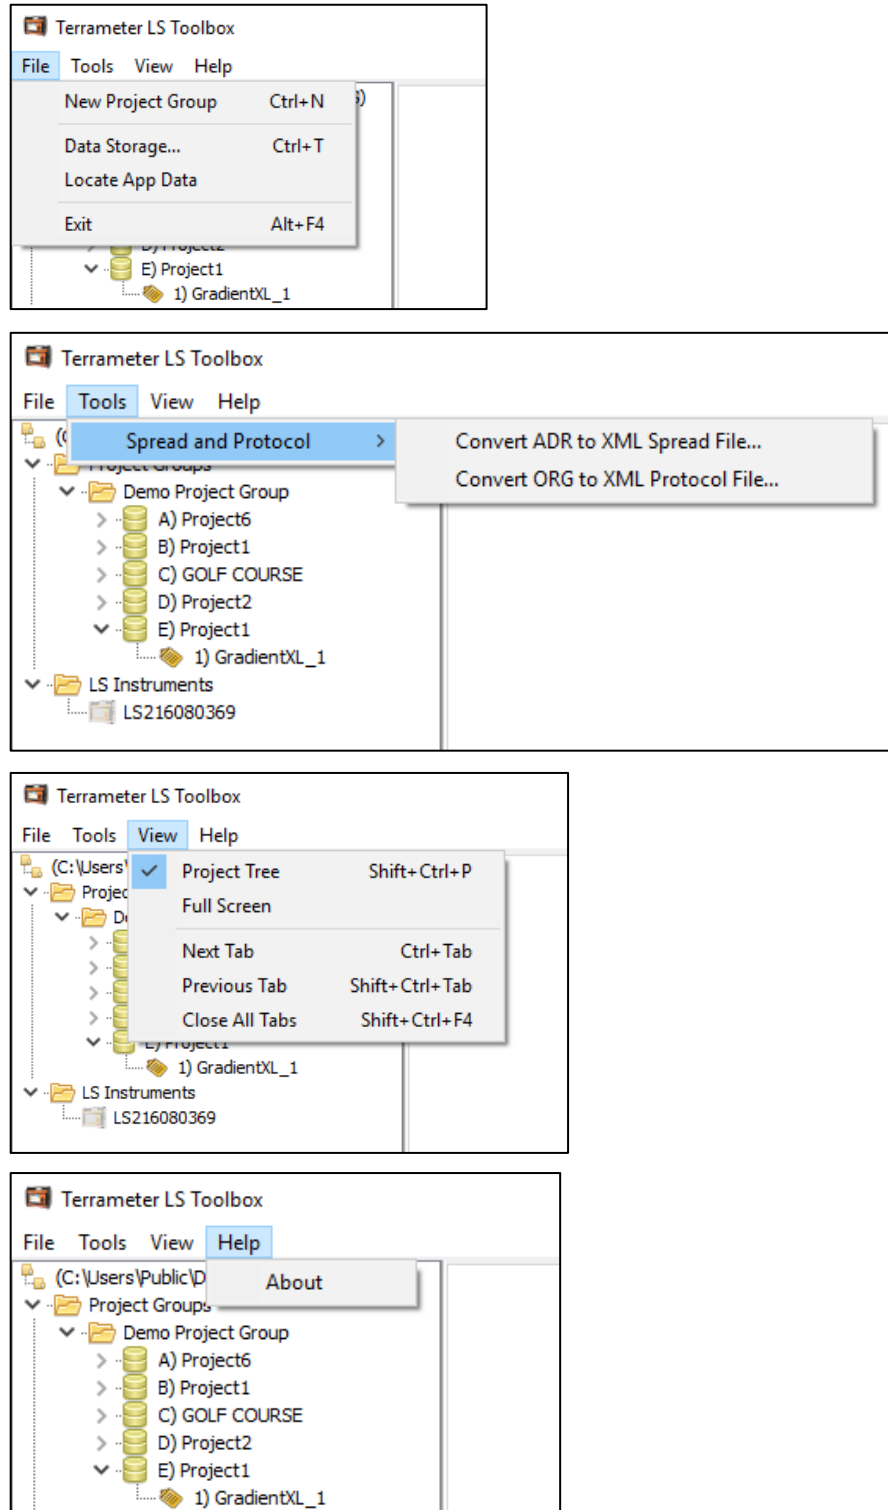 Terrameter LS Toolbox
File Tools View Help
New Project Group Ctrl+N
Data Storage... Ctrl+T
Locate App Data
Exit Alt+F4
E) Project1
1) GradientXL_1
Terrameter LS Toolbox
File Tools View Help
Spread and Protocol > Convert ADR to XML Spread File...
Convert ORG to XML Protocol File...
Project Groups
Demo Project Group
A) Project6
B) Project1
C) GOLF COURSE
D) Project2
E) Project1
1) GradientXL_1
LS Instruments
LS216080369
Terrameter LS Toolbox
File Tools View Help
(C:\Users\
Project Tree Shift+Ctrl+P
Projec
Full Screen
Next Tab Ctrl+Tab
Previous Tab Shift+Ctrl+Tab
Close All Tabs Shift+Ctrl+F4
E) Project1
1) GradientXL_1
LS Instruments
LS216080369
Terrameter LS Toolbox
File Tools View Help
(C:\Users\Public\D
About
Project Groups
Demo Project Group
A) Project6
B) Project1
C) GOLF COURSE
D) Project2
E) Project1
1) GradientXL_1